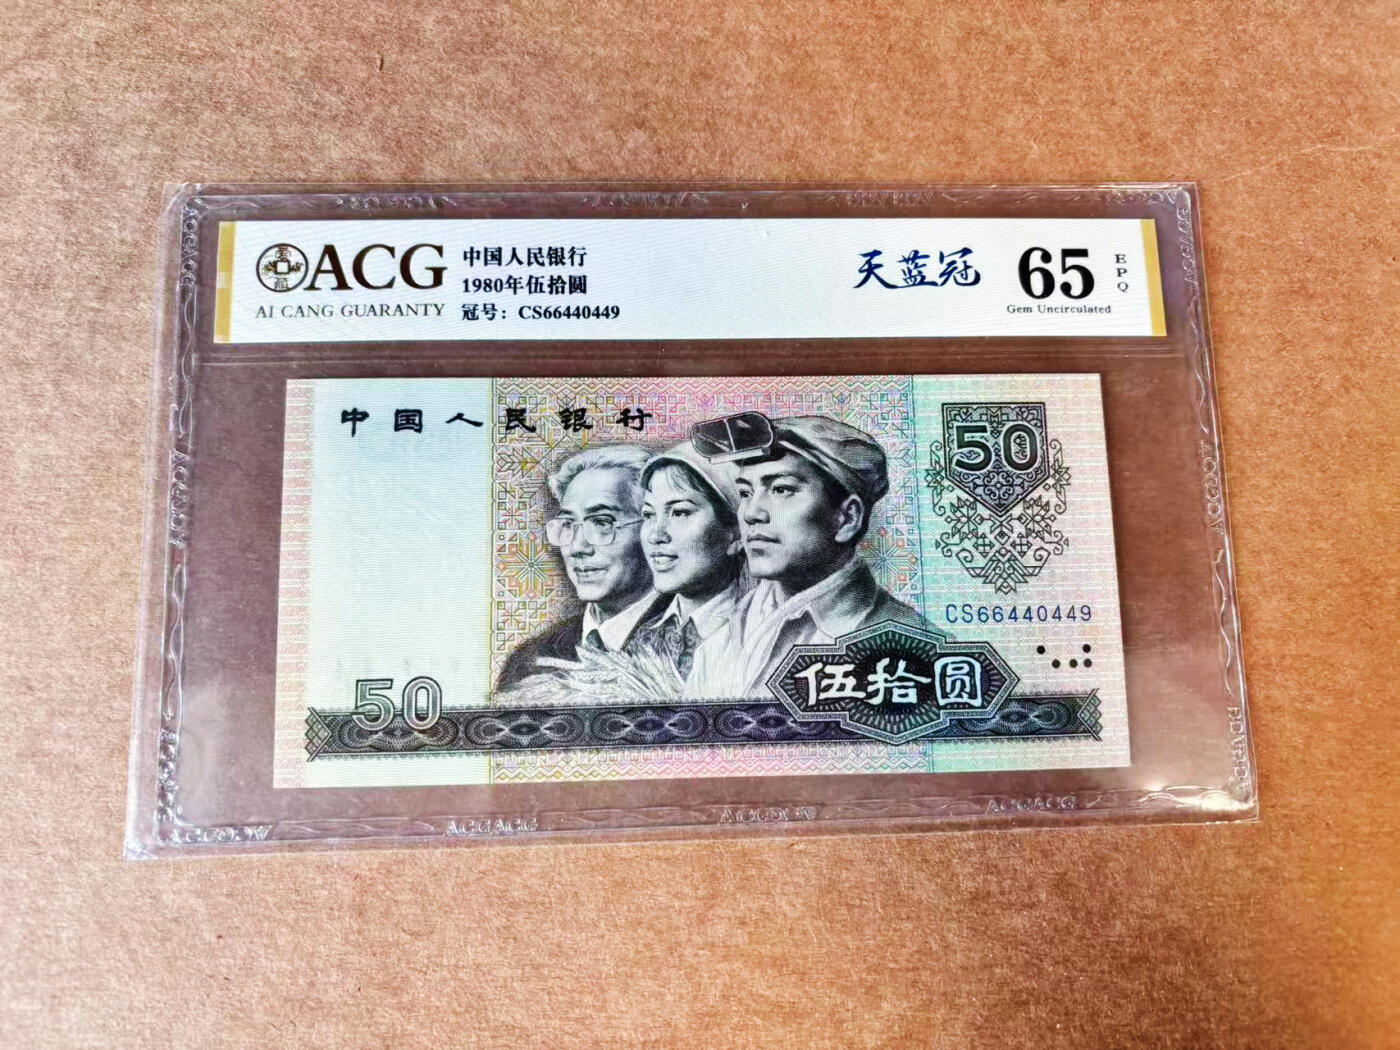 ACG
AI CANG GUARANTY
中国人民银行
1980年伍拾圆
冠号：CS66440449
天蓝冠
65
EPQ
Gem Uncirculated
中国人民银行
50
CS66440449
伍拾圆
50
ACGACG
ACGACG